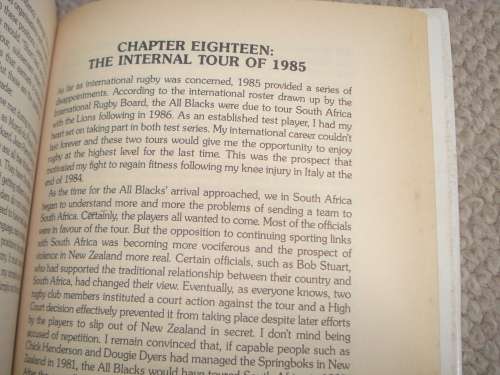 CHAPTER EIGHTEEN:
THE INTERNAL TOUR OF 1985
As far as international rugby was concerned, 1985 provided a series of
disappointments. According to the international roster drawn up by the
International Rugby Board, the All Blacks were due to tour South Africa
with the Lions following in 1986. As an established test player, I had my
heart set on taking part in both test series. My international career couldn't
last forever and these two tours would give me the opportunity to enjoy
rugby at the highest level for the last time. This was the prospect that
motivated my fight to regain fitness following my knee injury in Italy at the
end of 1984.
As the time for the All Blacks' arrival approached, we in South Africa
began to understand more and more the problems of sending a team to
South Africa. Certainly, the players all wanted to come. Most of the officials
were in favour of the tour. But the opposition to continuing sporting links
with South Africa was becoming more vociferous and the prospect of
violence in New Zealand more real. Certain officials, such as Bob Stuart,
who had supported the traditional relationship between their country and
South Africa, had changed their view. Eventually, as everyone knows, two
rugby club members instituted a court action against the tour and a High
Court decision effectively prevented it from taking place despite later efforts
by the players to slip out of New Zealand in secret. I don't mind being
accused of repetition. I remain convinced that, if capable people such as
Chick Henderson and Dougie Dyers had managed the Springboks in New
Zealand in 1981, the All Blacks would have toured South Africa